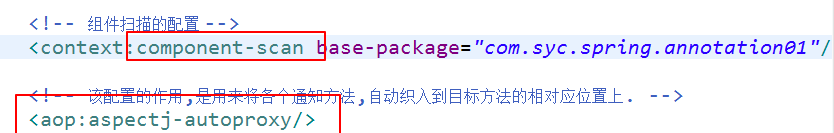 <!-- 组件扫描的配置 -->
<context:component-scan base-package="com.syc.spring.annotation01"/
<!-- 该配置的作用,是用来将各个通知方法,自动织入到目标方法的相对应位置上. -->
<aop:aspectj-autoproxy/>